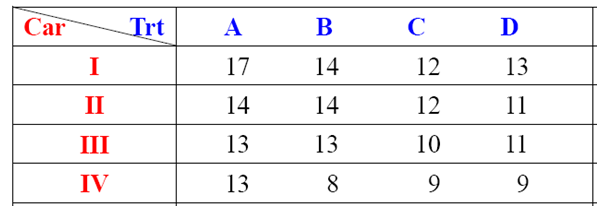 Car Trt A B C D
I 17 14 12 13
II 14 14 12 11
III 13 13 10 11
IV 13 8 9 9